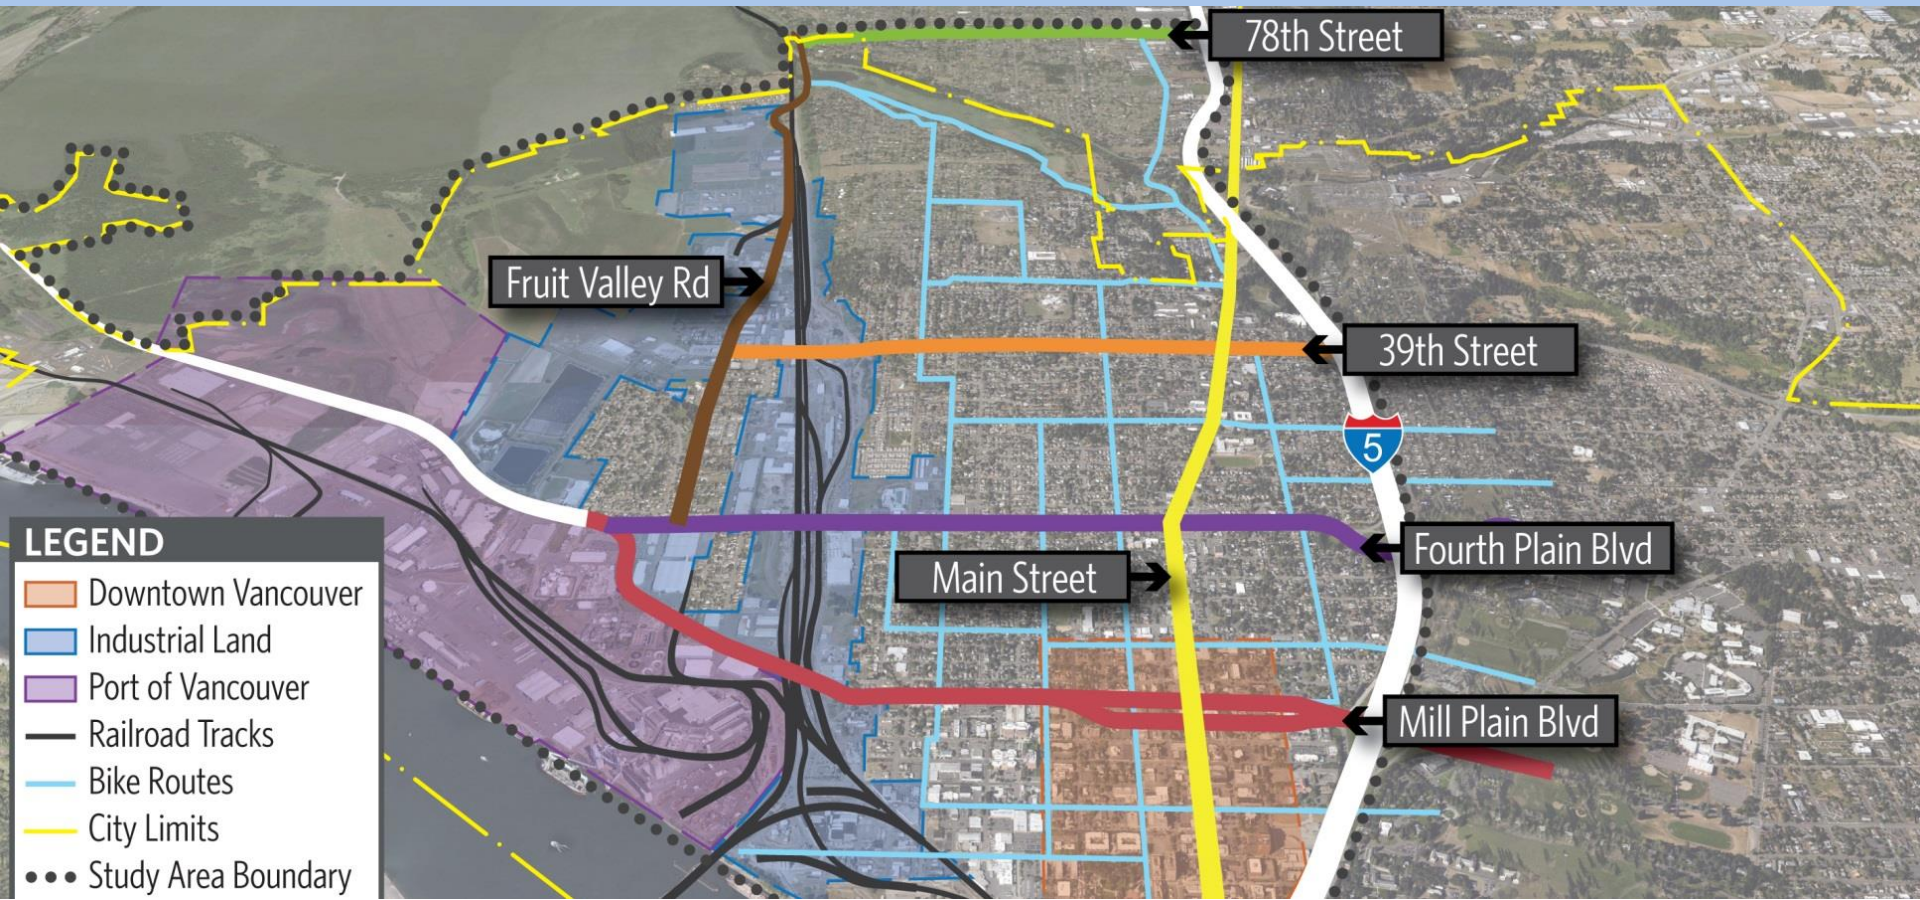 78th Street
Fruit Valley Rd
39th Street
5
Fourth Plain Blvd
Main Street
Mill Plain Blvd
LEGEND
Downtown Vancouver
Industrial Land
Port of Vancouver
Railroad Tracks
Bike Routes
City Limits
Study Area Boundary